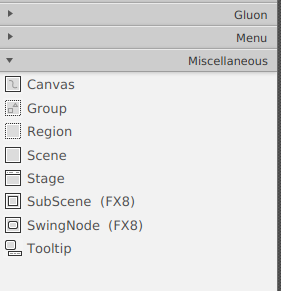 Gluon
Menu
Miscellaneous
Canvas
Group
Region
Scene
Stage
SubScene (FX8)
SwingNode (FX8)
Tooltip